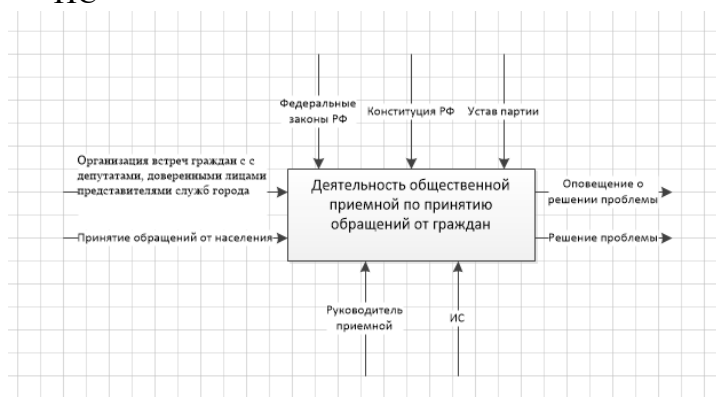 Федеральные
законы РФ
Конституция РФ
Устав партии
Организация встреч граждан с с
депутатами, доверенными лицами
представителями служб города
Принятие обращений от населения
Деятельность общественной
приемной по принятию
обращений от граждан
Оповещение о
решении проблемы
Решение проблемы
Руководитель
приемной
ИС